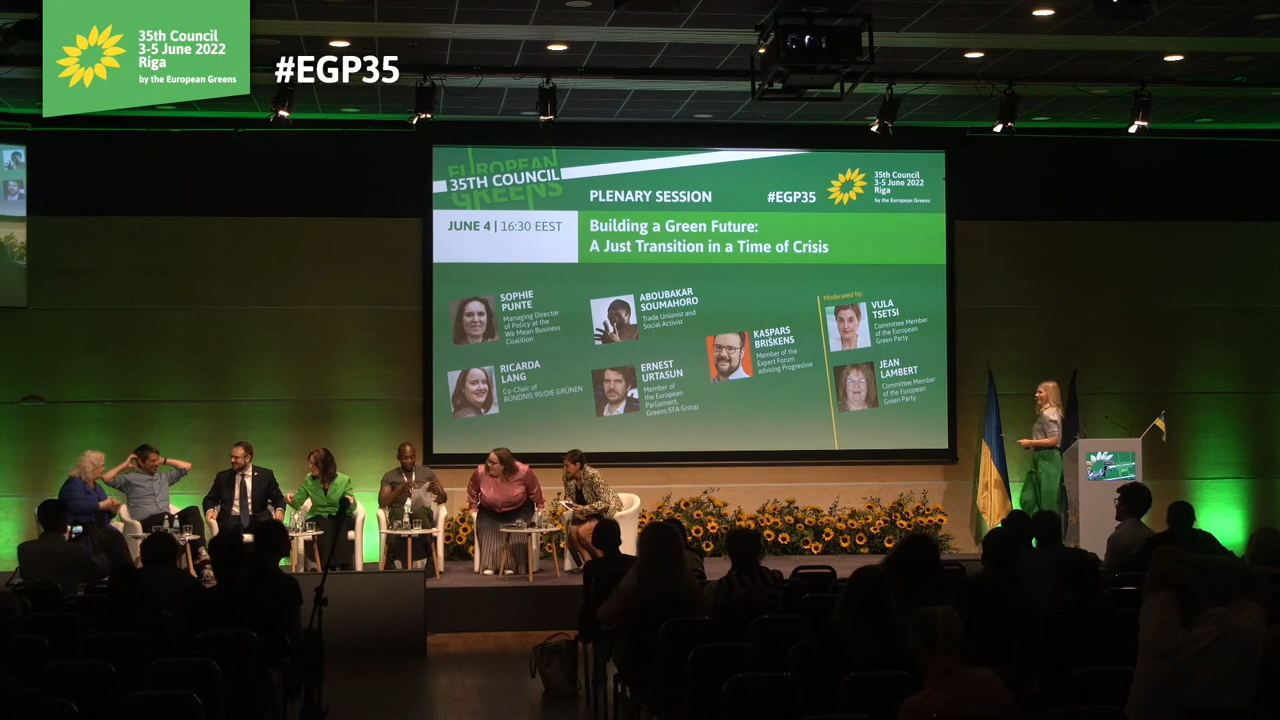 35th Council
3-5 June 2022
Riga
by the European Greens
#EGP35
EUROPEAN
35TH COUNCIL
GREENS
PLENARY SESSION
#EGP35
35th Council
3-5 June 2022
Riga
by the European Greens
JUNE 4 | 16:30 EEST
Building a Green Future:
A Just Transition in a Time of Crisis
SOPHIE
PUNTE
Managing Director
of Policy at the
We Mean Business
Coalition
ABOUBAKAR
SOUMAHORO
Trade Unionist and
Social Activist
KASPARS
BRIŠKENS
Member of the
Expert Forum
advising Progresīvie
Moderated by:
VULA
TSETSI
Committee Member
of the European
Green Party
RICARDA
LANG
Co-Chair of
BÜNDNIS 90/DIE GRÜNEN
ERNEST
URTASUN
Member of
the European
Parliament,
Greens/EFA Group
JEAN
LAMBERT
Committee Member
of the European
Green Party